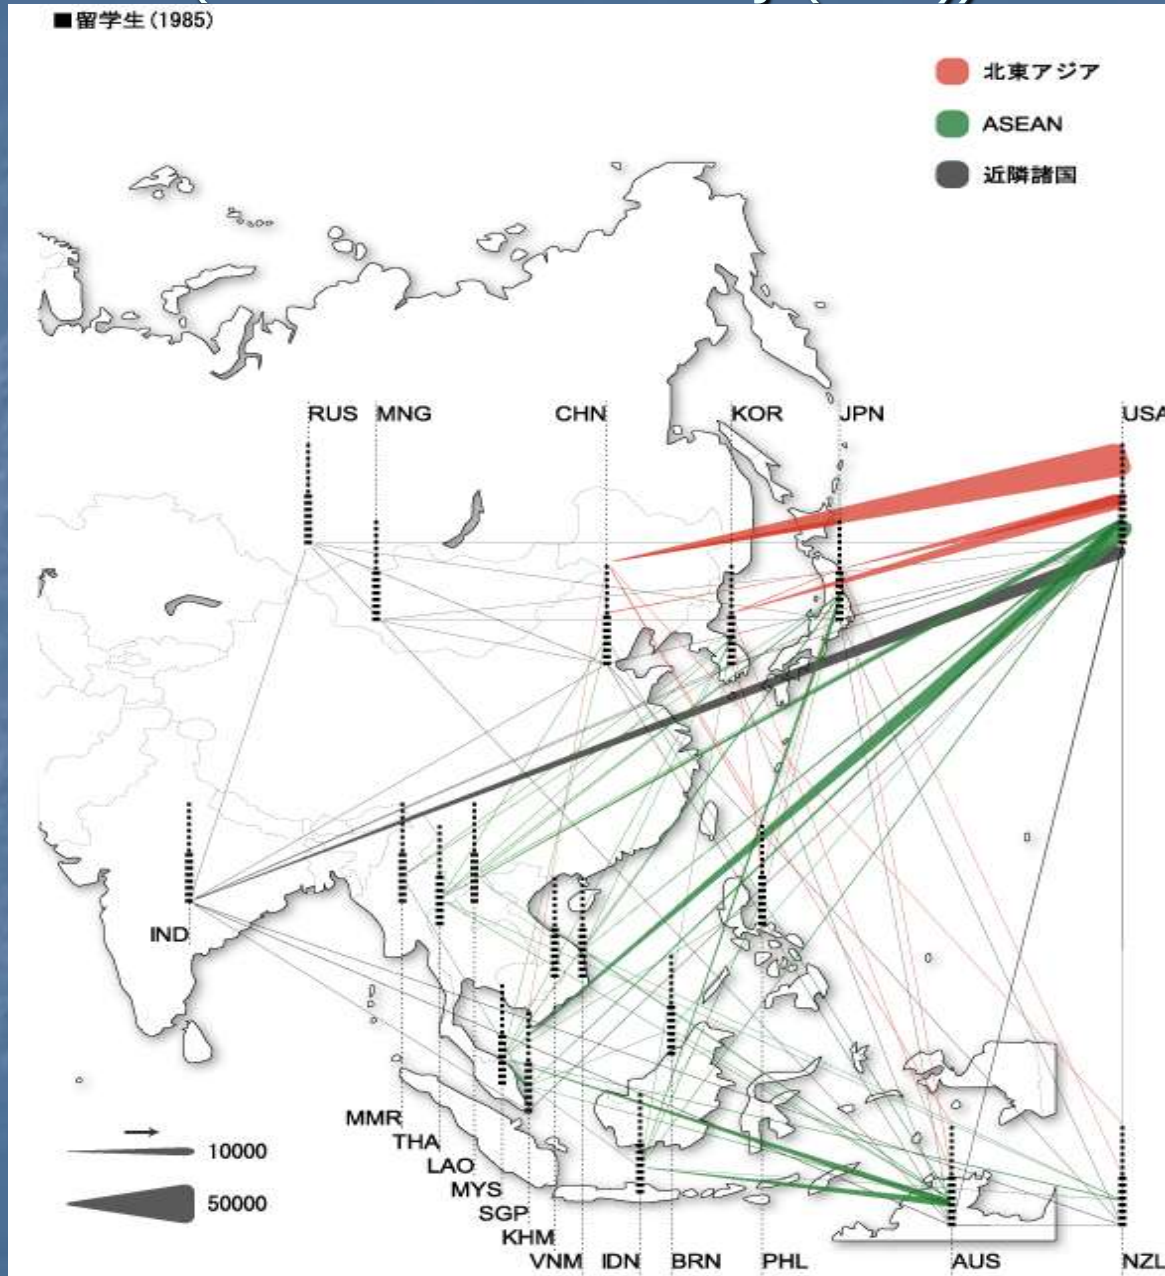 ■留学生(1985)
北東アジア
ASEAN
近隣諸国
RUS
MNG
CHN
KOR
JPN
USA
IND
MMR
THA
LAO
MYS
SGP
KHM
VNM
IDN
BRN
PHL
AUS
NZL
10000
50000